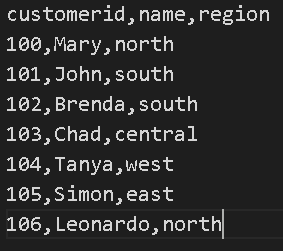 customerid,name,region
100,Mary,north
101,John,south
102,Brenda,south
103,Chad,central
104,Tanya,west
105,Simon,east
106,Leonardo,north